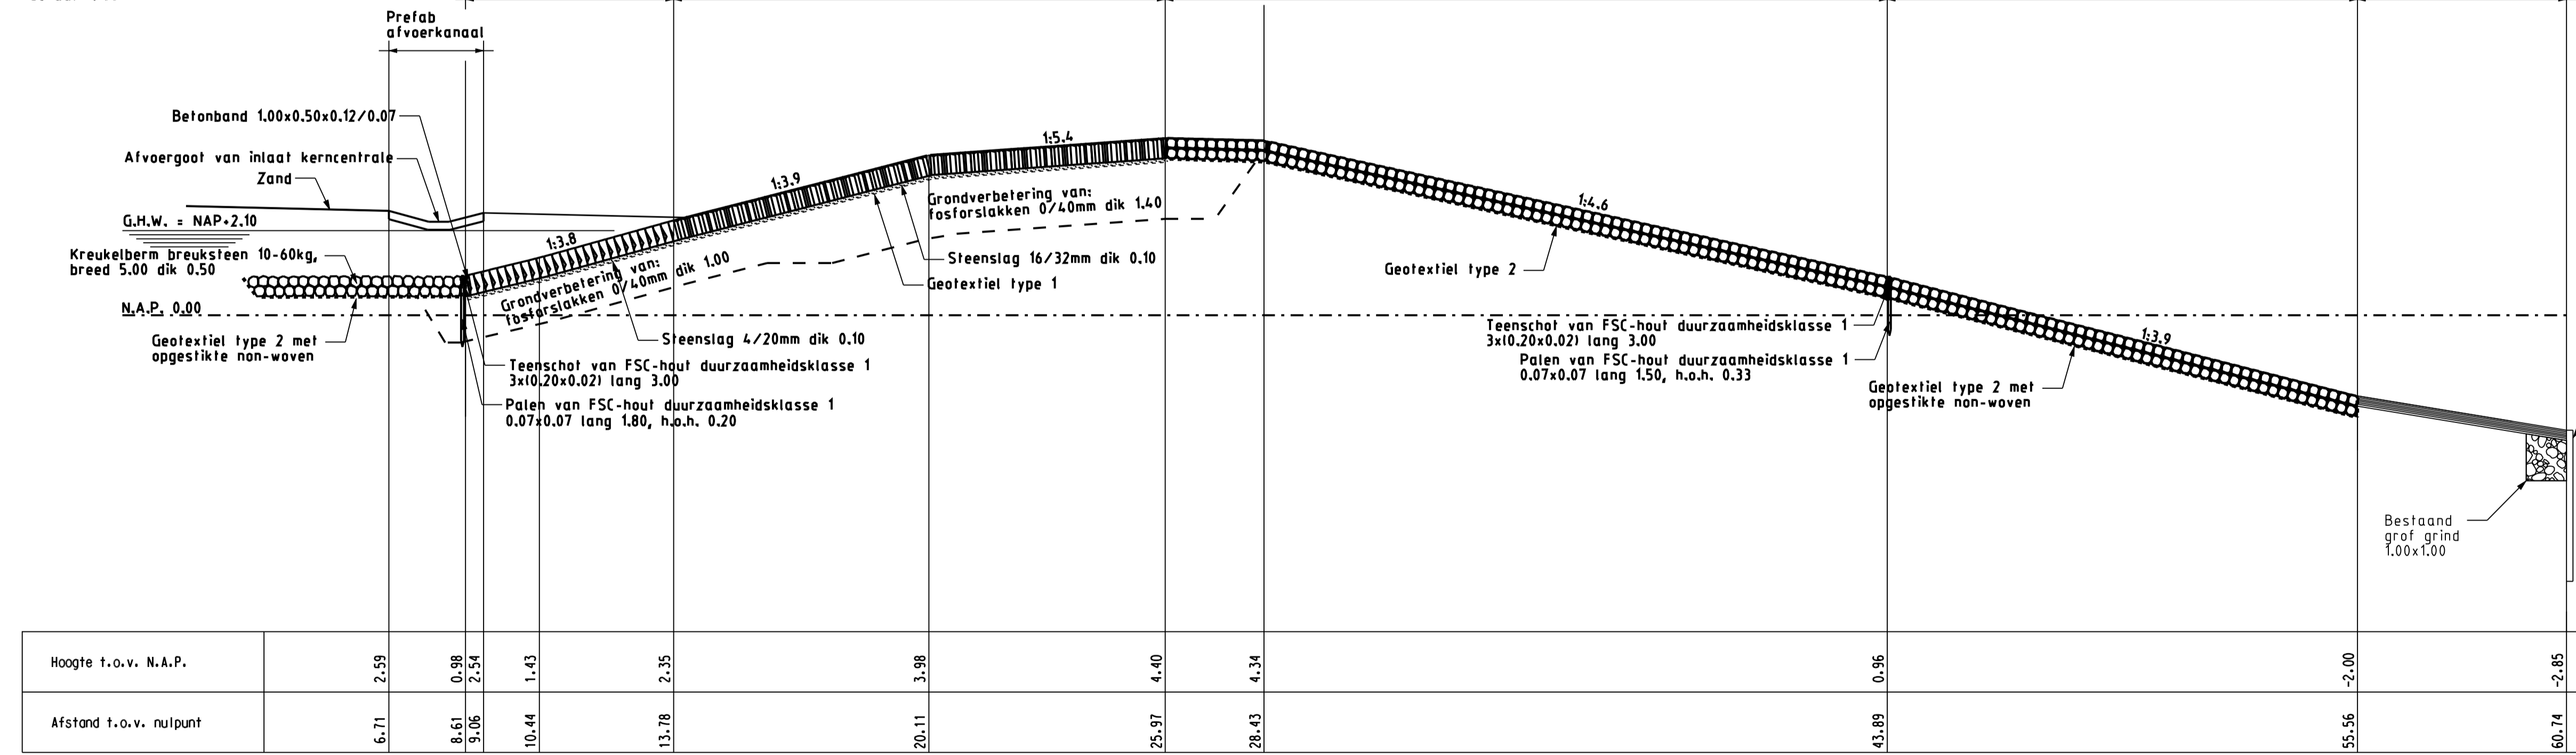 Prefab
afvoerkanaal
Betonband 1.00x0.50x0.12/0.07
Afvoergoot van inlaat kerncentrale
Zand
G.H.W. = NAP+2.10
Kreukelberm breuksteen 10-60kg,
breed 5.00 dik 0.50
N.A.P. 0.00
Geotextiel type 2 met
opgestikte non-woven
1:3.8
Grondverbetering van:
fosforslakken 0/40mm dik 1.00
Steenslag 4/20mm dik 0.10
Teenschot van FSC-hout duurzaamheidsklasse 1
3x(0.20x0.02) lang 3.00
Palen van FSC-hout duurzaamheidsklasse 1
0.07x0.07 lang 1.80, h.o.h. 0.20
1:3.9
1:5.4
Grondverbetering van:
fosforslakken 0/40mm dik 1.40
Steenslag 16/32mm dik 0.10
Geotextiel type 1
1:4.6
Geotextiel type 2
Teenschot van FSC-hout duurzaamheidsklasse 1
3x(0.20x0.02) lang 3.00
Palen van FSC-hout duurzaamheidsklasse 1
0.07x0.07 lang 1.50, h.o.h. 0.33
1:3.9
Geotextiel type 2 met
opgestikte non-woven
Bestaand
grof grind
1.00x1.00
Hoogte t.o.v. N.A.P. 2.59 0.98 2.54 1.43 2.35 3.98 4.40 4.34 0.96 -2.00 -2.85
Afstand t.o.v. nulpunt 6.71 8.61 9.06 10.44 13.78 20.11 25.97 28.43 43.89 55.56 60.74